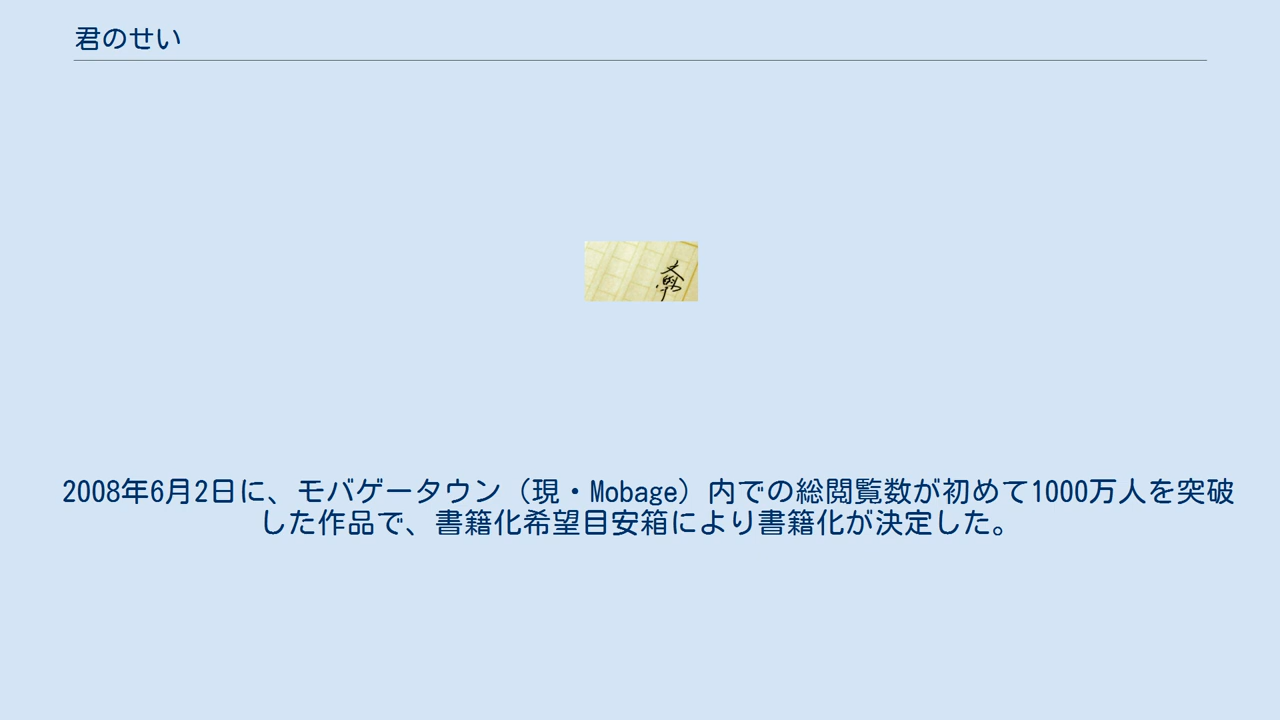 君のせい
2008年6月2日に、モバゲータウン（現・Mobage）内での総閲覧数が初めて1000万人を突破
した作品で、書籍化希望目安箱により書籍化が決定した。